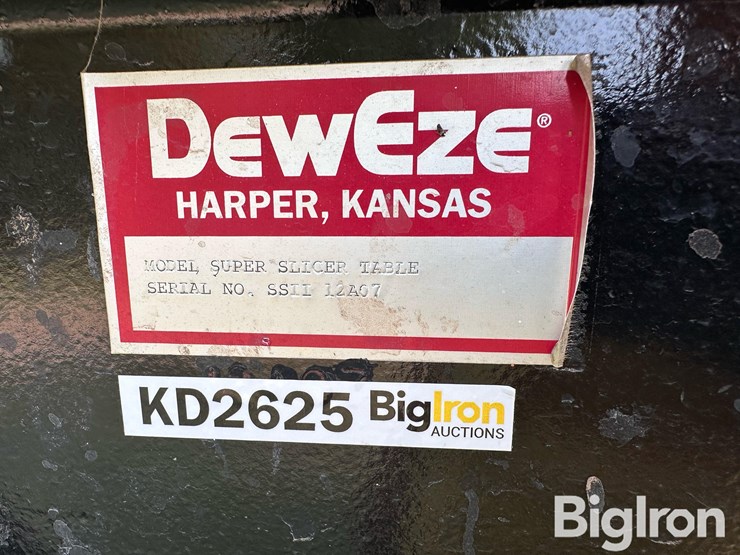 DewEze®
HARPER, KANSAS
MODEL SUPER SLICER TABLE
SERIAL NO. SSII 12A07
KD2625 BigIron
AUCTIONS
BigIron